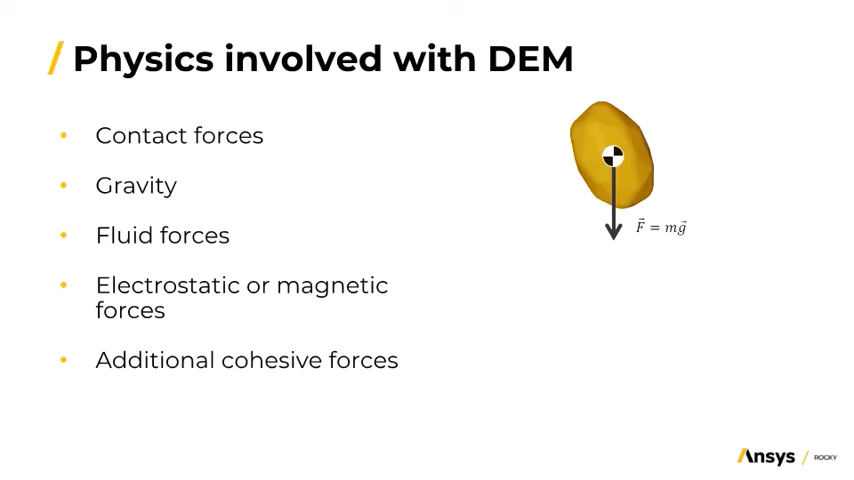 / Physics involved with DEM
• Contact forces
• Gravity
• Fluid forces
• Electrostatic or magnetic
forces
• Additional cohesive forces
F⃗ = mg⃗
Ansys / ROCKY